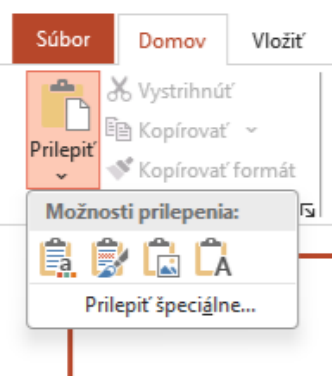 Súbor Domov Vložiť
Vystrihnúť
Kopírovať
Prilepiť
Kopírovať formát
Možnosti prilepenia:
Prilepiť špeciálne...